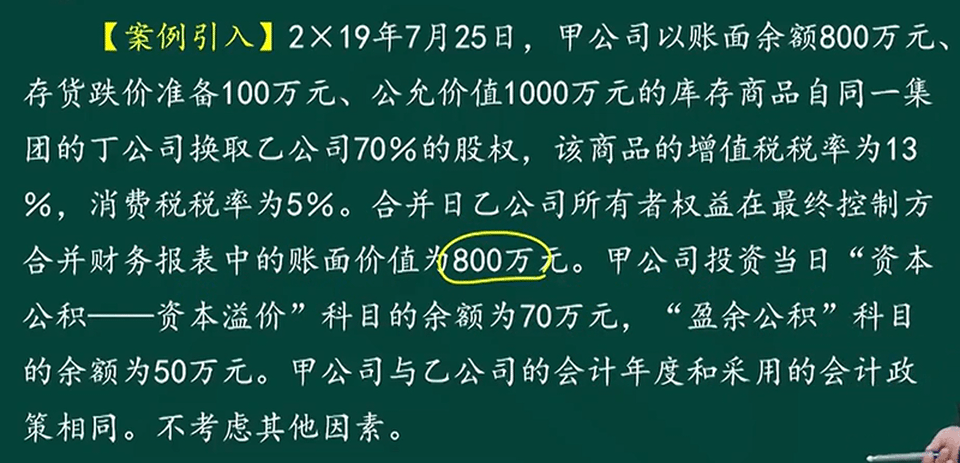 【案例引入】2×19年7月25日，甲公司以账面余额800万元、
存货跌价准备100万元、公允价值1000万元的库存商品自同一集
团的丁公司换取乙公司70%的股权，该商品的增值税税率为13
%，消费税税率为5%。合并日乙公司所有者权益在最终控制方
合并财务报表中的账面价值为800万元。甲公司投资当日“资本
公积——资本溢价”科目的余额为70万元，“盈余公积”科目
的余额为50万元。甲公司与乙公司的会计年度和采用的会计政
策相同。不考虑其他因素。